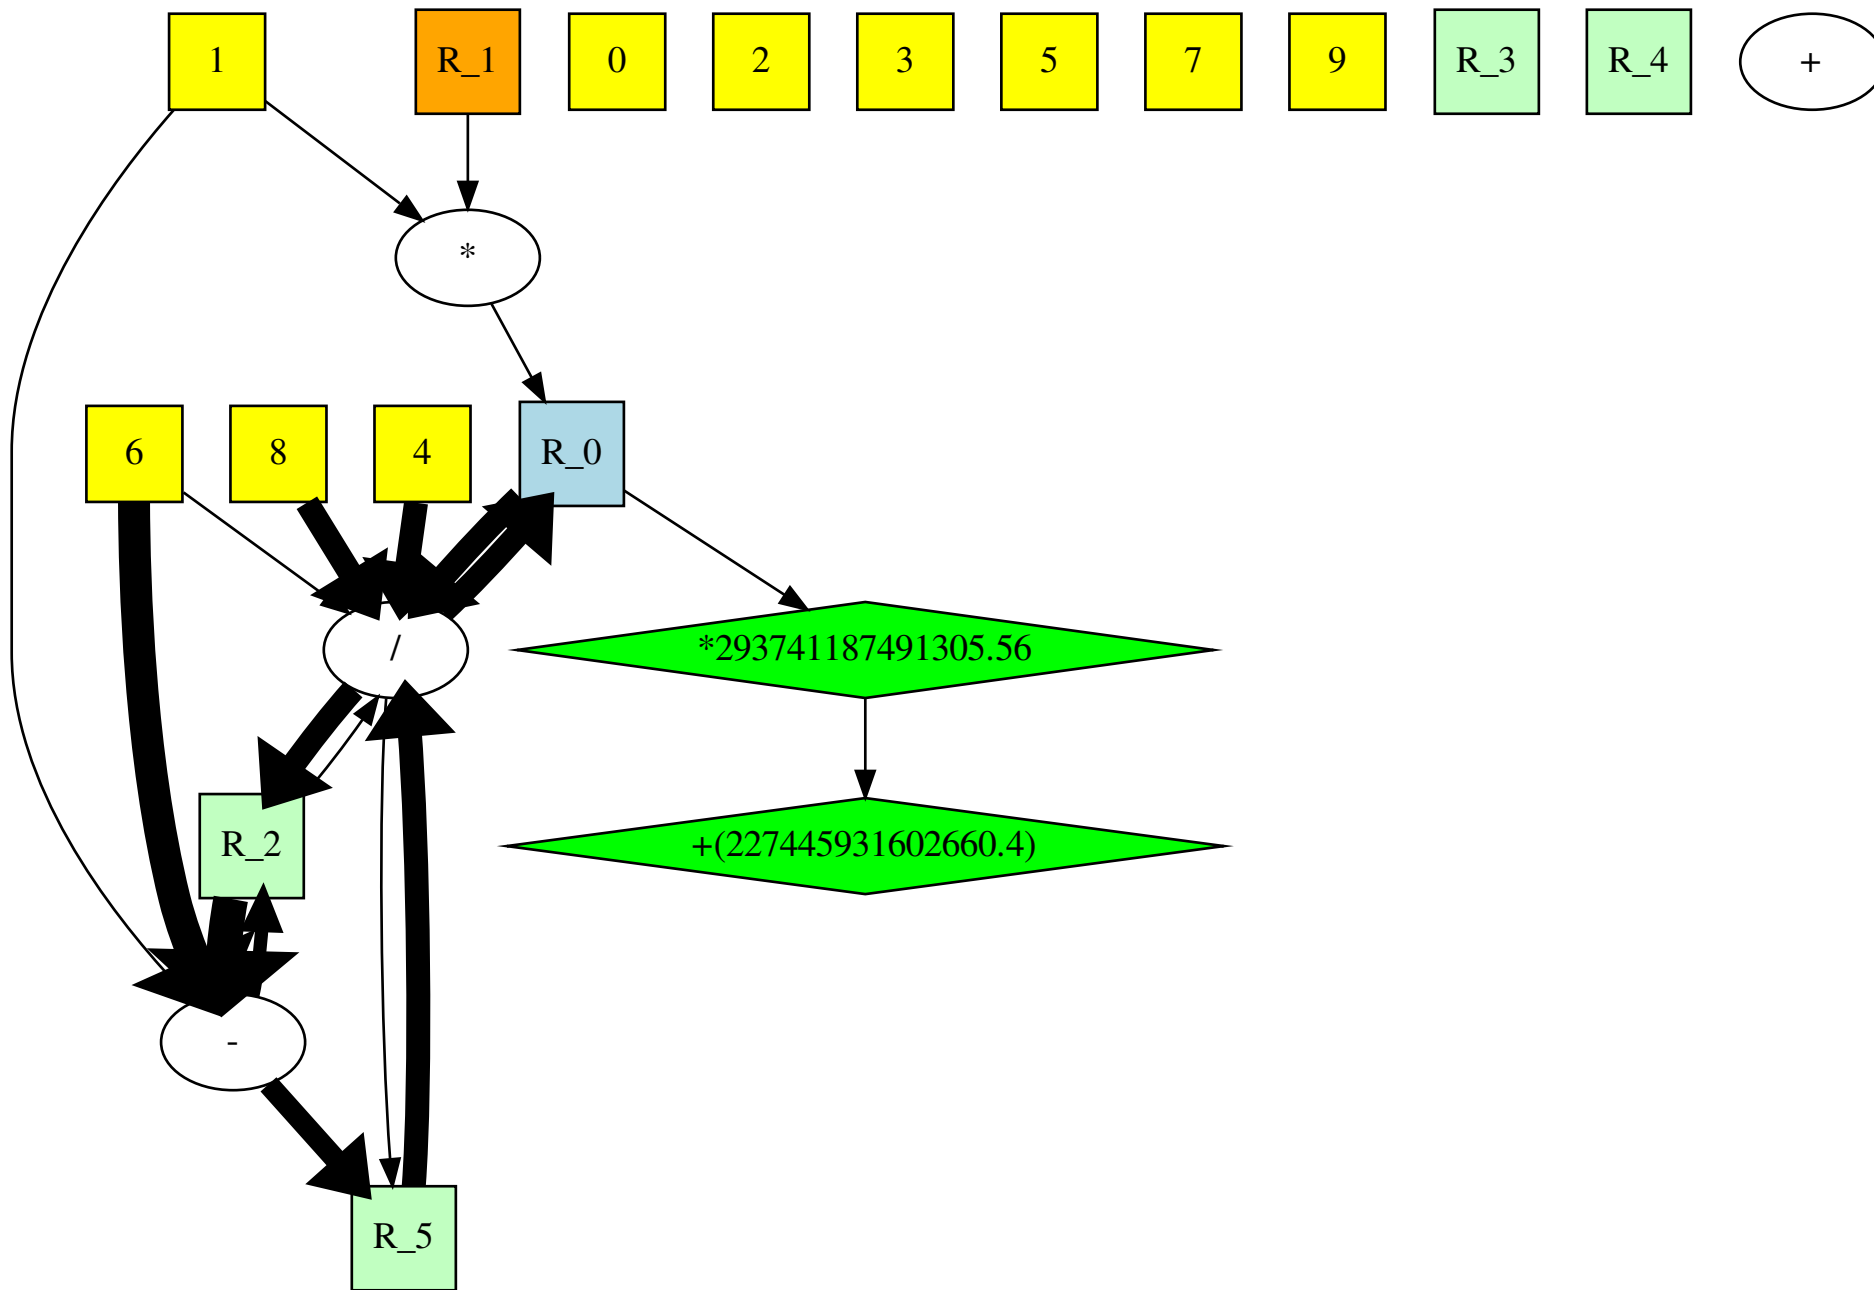 1
R_1
0
2
3
5
7
9
R_3
R_4
+
*
6
8
4
R_0
/
*293741187491305.56
R_2
+(227445931602660.4)
-
R_5